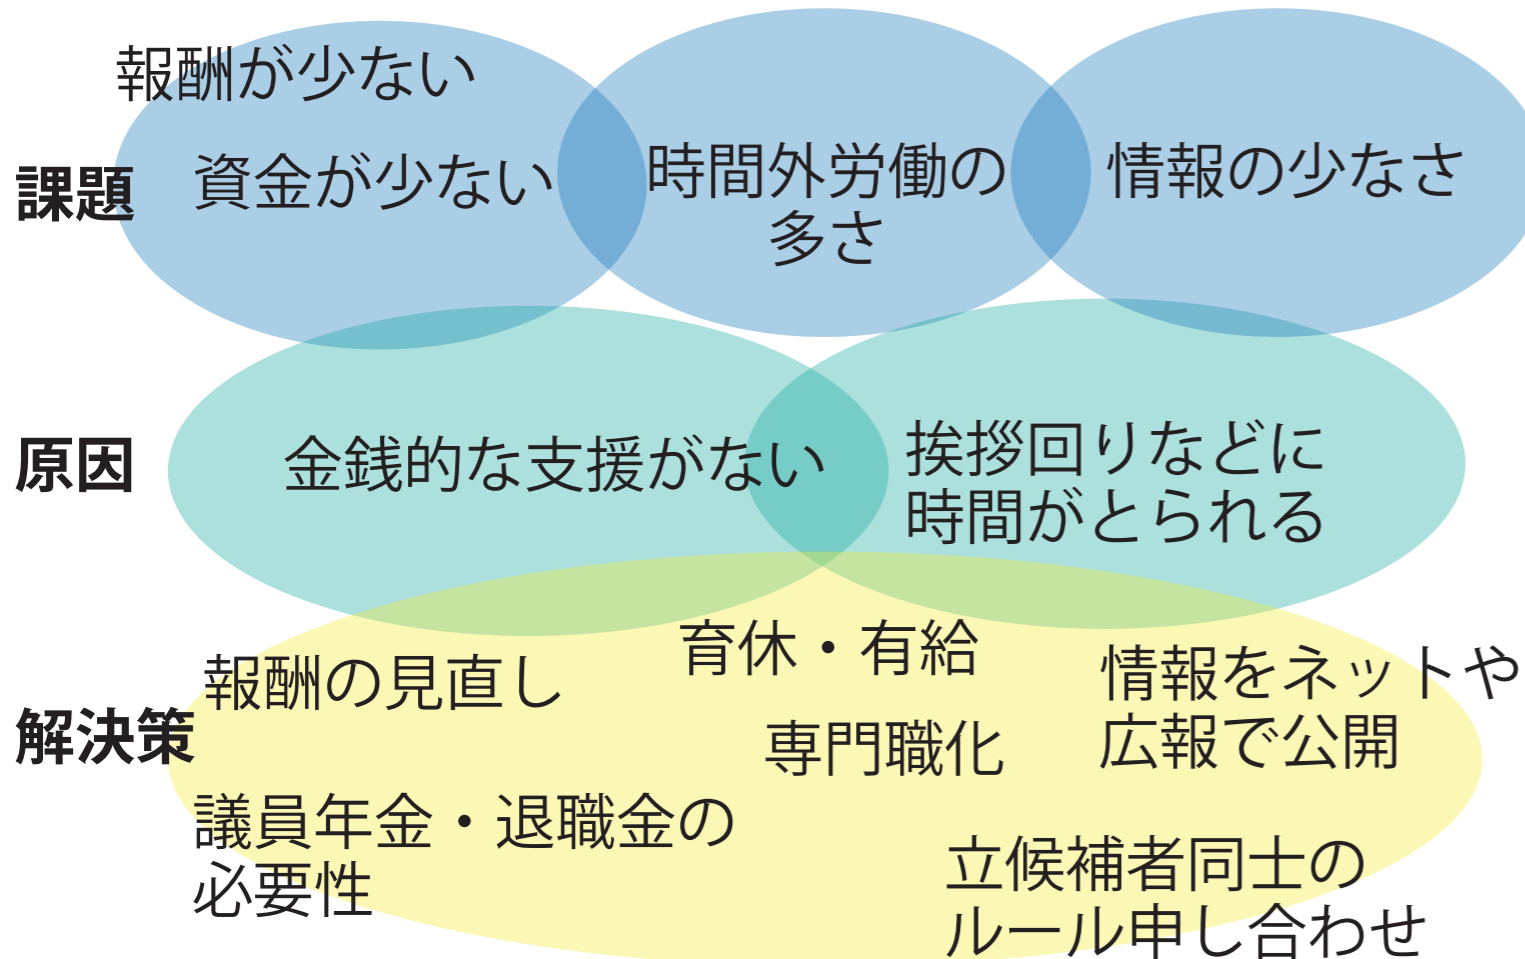 課題
報酬が少ない
資金が少ない
時間外労働の
多さ
情報の少なさ
原因
金銭的な支援がない
挨拶回りなどに
時間がとられる
解決策
報酬の見直し
育休・有給
専門職化
情報をネットや
広報で公開
議員年金・退職金の
必要性
立候補者同士の
ルール申し合わせ